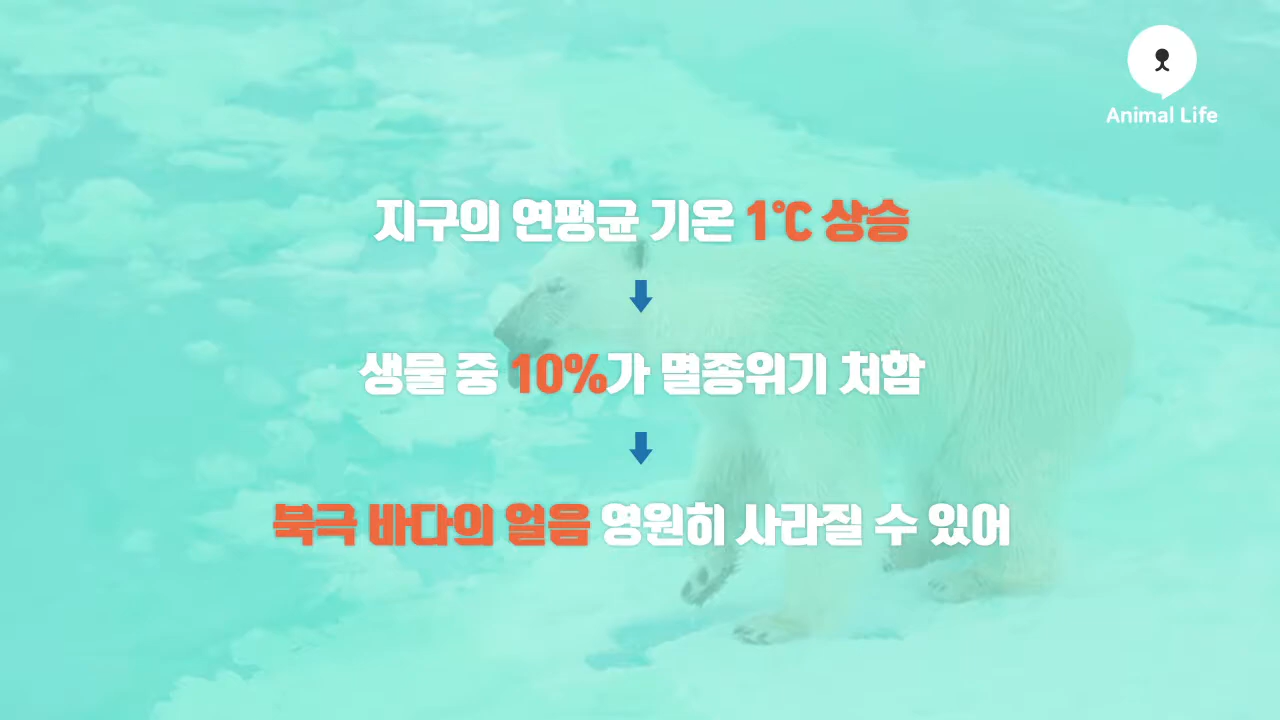 Animal Life
지구의 연평균 기온 1℃ 상승
생물 중 10%가 멸종위기 처함
북극 바다의 얼음 영원히 사라질 수 있어